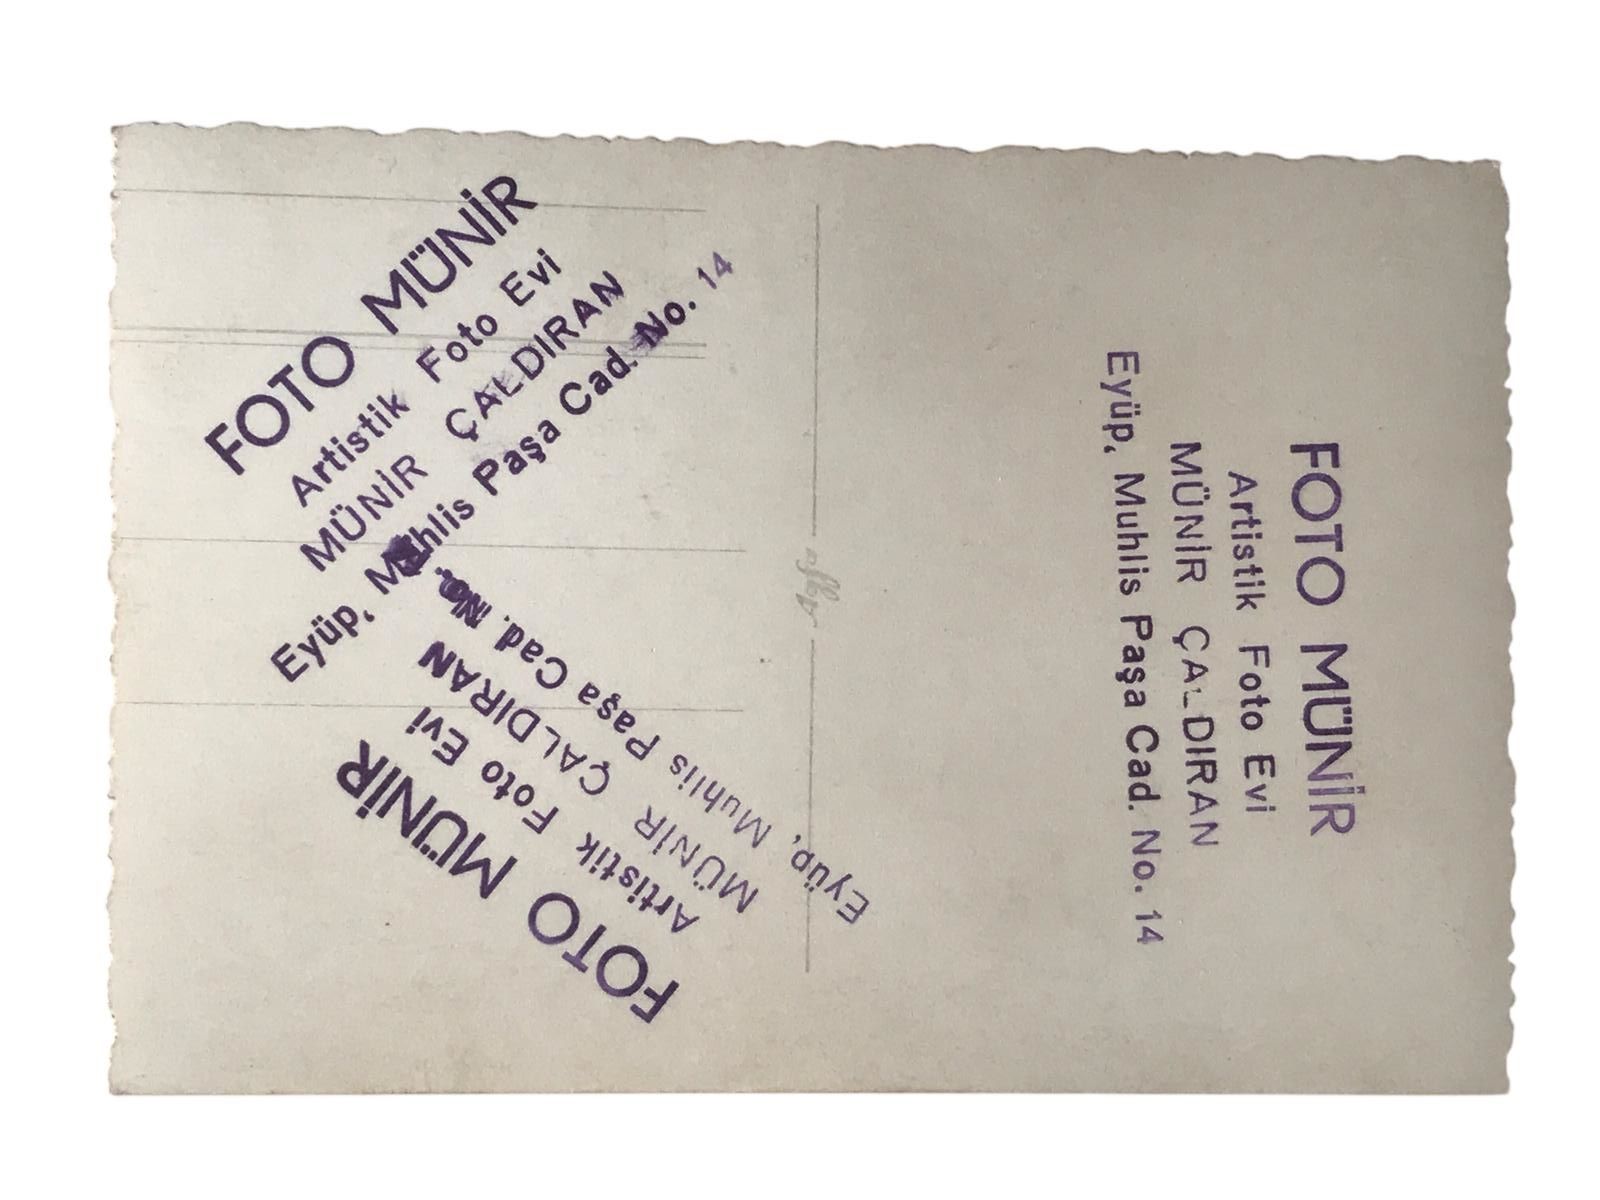 FOTO MÜNİR
Artistik Foto Evi
MÜNİR ÇALDIRAN
Eyüp, Muhlis Paşa Cad. No. 14
FOTO MÜNİR
Artistik Foto Evi
MÜNİR ÇALDIRAN
Eyüp, Muhlis Paşa Cad. No.
FOTO MÜNİR
Artistik Foto Evi
MÜNİR ÇALDIRAN
Eyüp, Muhlis Paşa Cad. No. 14